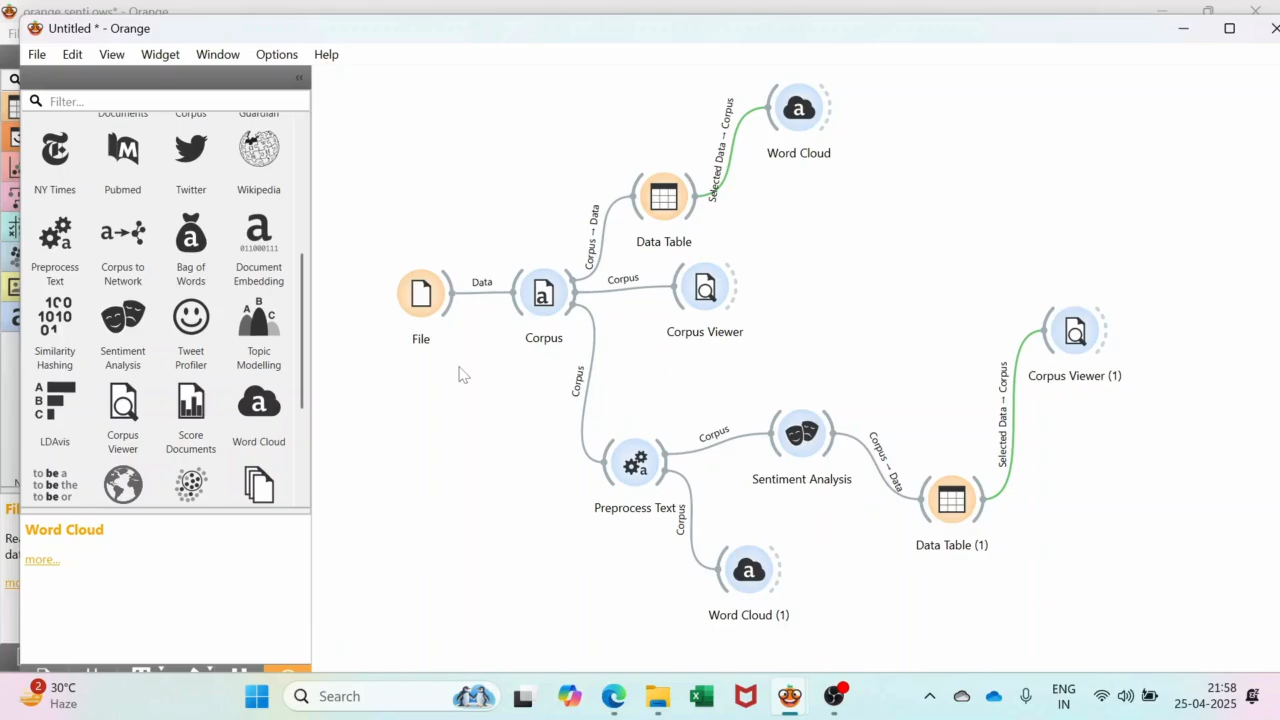 orange senti.ows* - Orange
Untitled * - Orange
File Edit View Widget Window Options Help
Filter...
Documents Corpus Guardian
NY Times Pubmed Twitter Wikipedia
Preprocess Text
Corpus to Network
Bag of Words
Document Embedding
Similarity Hashing
Sentiment Analysis
Tweet Profiler
Topic Modelling
LDAvis
Corpus Viewer
Score Documents
Word Cloud
to be a
to be the
to be or
Word Cloud
more...
File
Data
Corpus
Corpus → Data
Data Table
Selected Data → Corpus
Word Cloud
Corpus
Corpus Viewer
Corpus
Preprocess Text
Corpus
Sentiment Analysis
Corpus → Data
Data Table (1)
Selected Data → Corpus
Corpus Viewer (1)
Corpus
Word Cloud (1)
2
30°C
Haze
Search
ENG
IN
21:58
25-04-2025